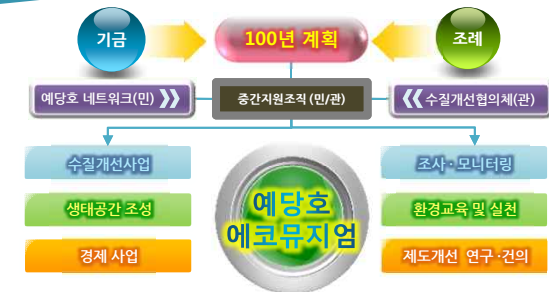 기금
100년 계획
조례
예당호 네트워크(민) 》
중간지원조직 (민/관)
《 수질개선협의체(관)
수질개선사업
조사·모니터링
생태공간 조성
예당호
에코뮤지엄
환경교육 및 실천
경제 사업
제도개선 연구·건의